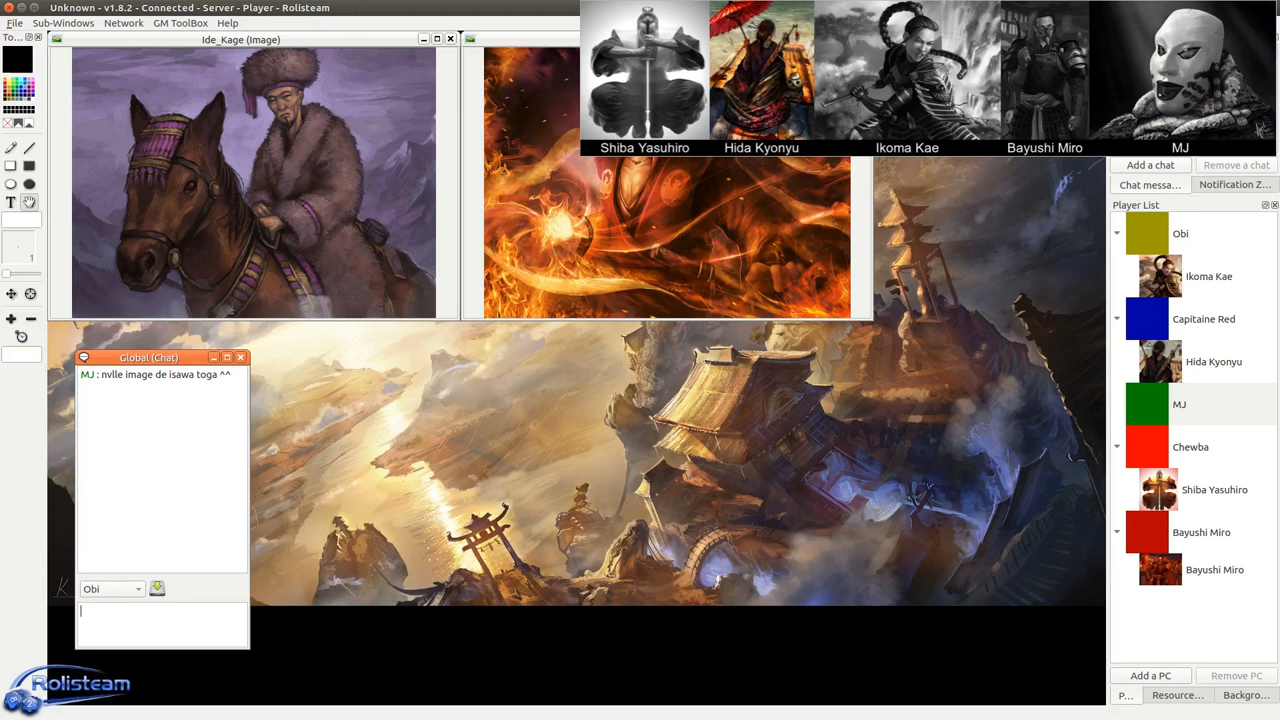 Unknown - v1.8.2 - Connected - Server - Player - Rolisteam
File Sub-Windows Network GM ToolBox Help
To...
Ide_Kage (Image)
Shiba Yasuhiro Hida Kyonyu Ikoma Kae Bayushi Miro MJ
Add a chat Remove a chat
Chat messa... Notification Z...
Player List
Obi
Ikoma Kae
Capitaine Red
Hida Kyonyu
MJ
Chewba
Shiba Yasuhiro
Bayushi Miro
Bayushi Miro
T
1
Global (Chat)
MJ : nvlle image de isawa toga ^^
Obi
Add a PC Remove PC
P... Resource... Backgro...
Rolisteam